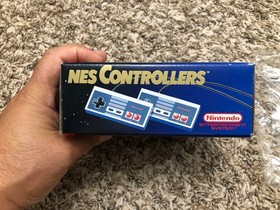 NES CONTROLLERS
Nintendo
ENTERTAINMENT
SYSTEM